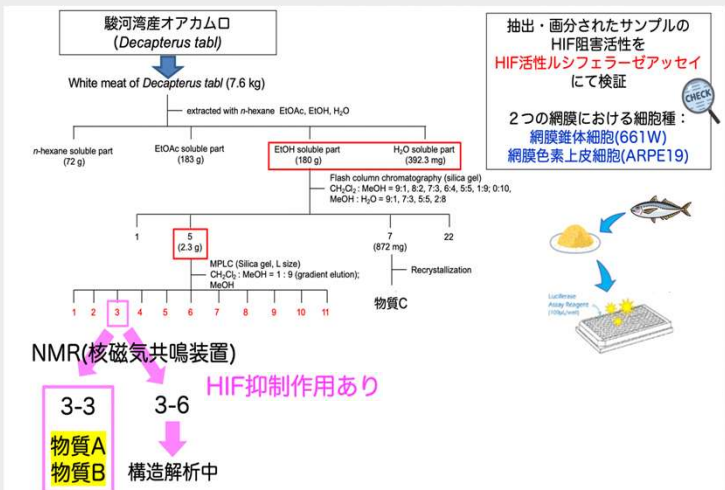 駿河湾産オアカムロ
(Decapterus tabl)
White meat of Decapterus tabl (7.6 kg)
extracted with n-hexane EtOAc, EtOH, H₂O
n-hexane soluble part
(72 g)
EtOAc soluble part
(183 g)
EtOH soluble part
(180 g)
H₂O soluble part
(392.3 mg)
Flash column chromatography (silica gel)
CH₂Cl₂ : MeOH = 9:1, 8:2, 7:3, 6:4, 5:5, 1:9; 0:10,
MeOH : H₂O = 9:1, 7:3, 5:5, 2:8
1
5
(2.3 g)
7
(872 mg)
22
MPLC (Silica gel, L size)
CH₂Cl₂ : MeOH = 1 : 9 (gradient elution);
MeOH
Recrystallization
物質C
1 2 3 4 5 6 7 8 9 10 11
NMR(核磁気共鳴装置)
HIF抑制作用あり
3-3
3-6
物質A
物質B
構造解析中
抽出・画分されたサンプルの
HIF阻害活性を
HIF活性ルシフェラーゼアッセイ
にて検証
CHECK
2つの網膜における細胞種：
網膜錐体細胞(661W)
網膜色素上皮細胞(ARPE19)
Luciferase
Assay Reagent
(100μL/well)